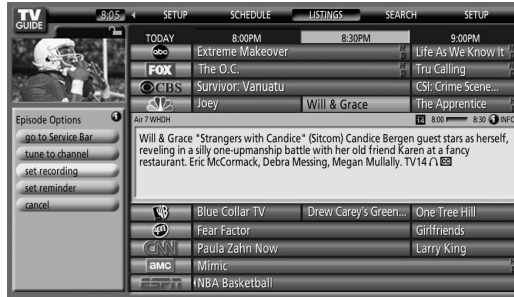 TV GUIDE
8:05 SETUP SCHEDULE LISTINGS SEARCH SETUP
TODAY 8:00PM 8:30PM 9:00PM
abc Extreme Makeover Life As We Know It
FOX The O.C. Tru Calling
CBS Survivor: Vanuatu CSI: Crime Scene...
Joey Will & Grace The Apprentice
Episode Options
go to Service Bar
tune to channel
set recording
set reminder
cancel
Air 7 WHDH 14 8:00 8:30 INFO
Will & Grace "Strangers with Candice" (Sitcom) Candice Bergen guest stars as herself,
reveling in a silly one-upmanship battle with her old friend Karen at a fancy
restaurant. Eric McCormack, Debra Messing, Megan Mullally. TV14 CC
WB Blue Collar TV Drew Carey's Green... One Tree Hill
Fear Factor Girlfriends
CNN Paula Zahn Now Larry King
amc Mimic
ESPN NBA Basketball